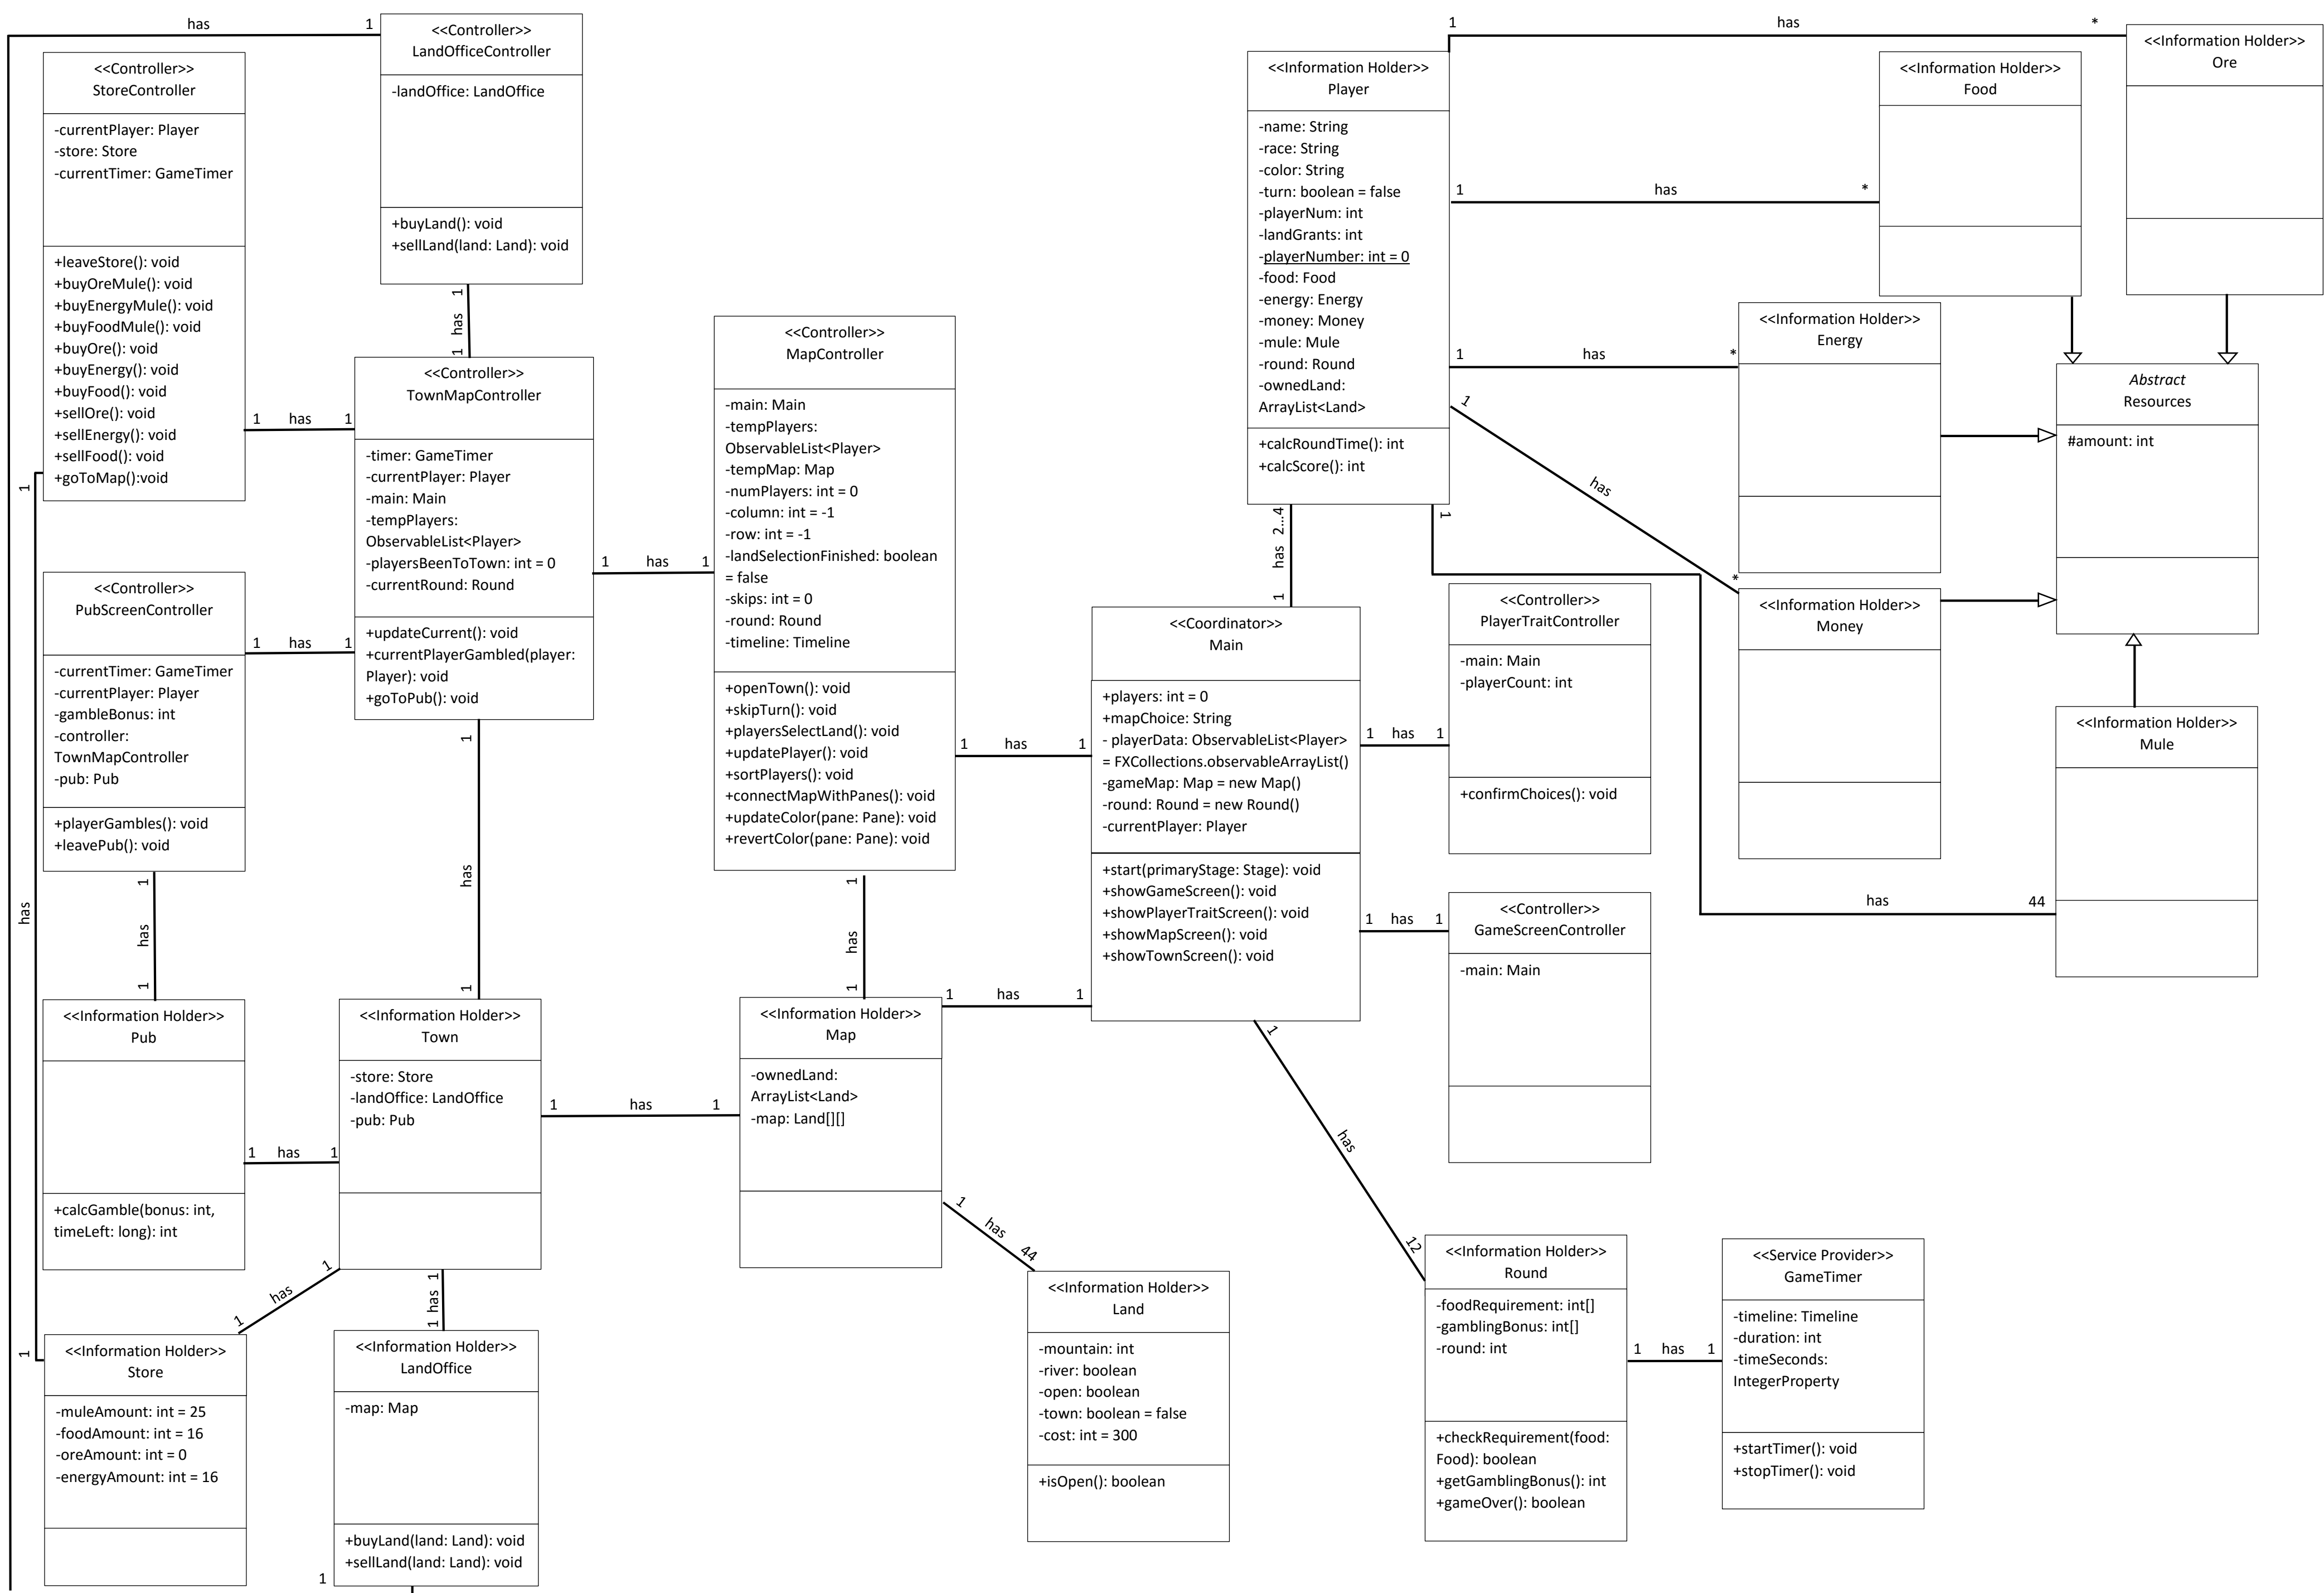 has
1
<<Controller>>
LandOfficeController
-landOffice: LandOffice
+buyLand(): void
+sellLand(land: Land): void
<<Controller>>
StoreController
-currentPlayer: Player
-store: Store
-currentTimer: GameTimer
+leaveStore(): void
+buyOreMule(): void
+buyEnergyMule(): void
+buyFoodMule(): void
+buyOre(): void
+buyEnergy(): void
+buyFood(): void
+sellOre(): void
+sellEnergy(): void
+sellFood(): void
+goToMap():void
1 has 1
1 has 1
<<Controller>>
TownMapController
-timer: GameTimer
-currentPlayer: Player
-main: Main
-tempPlayers:
ObservableList<Player>
-playersBeenToTown: int = 0
-currentRound: Round
+updateCurrent(): void
+currentPlayerGambled(player:
Player): void
+goToPub(): void
1 has 1
<<Controller>>
MapController
-main: Main
-tempPlayers:
ObservableList<Player>
-tempMap: Map
-numPlayers: int = 0
-column: int = -1
-row: int = -1
-landSelectionFinished: boolean
= false
-skips: int = 0
-round: Round
-timeline: Timeline
+openTown(): void
+skipTurn(): void
+playersSelectLand(): void
+updatePlayer(): void
+sortPlayers(): void
+connectMapWithPanes(): void
+updateColor(pane: Pane): void
+revertColor(pane: Pane): void
1 has 1
1 has 1
<<Controller>>
PubScreenController
-currentTimer: GameTimer
-currentPlayer: Player
-gambleBonus: int
-controller:
TownMapController
-pub: Pub
+playerGambles(): void
+leavePub(): void
1 has 1
1 has 1
1 has 1
1 has 1
<<Information Holder>>
Player
-name: String
-race: String
-color: String
-turn: boolean = false
-playerNum: int
-landGrants: int
-playerNumber: int = 0
-food: Food
-energy: Energy
-money: Money
-mule: Mule
-round: Round
-ownedLand:
ArrayList<Land>
+calcRoundTime(): int
+calcScore(): int
1 has *
1 has *
1 has *
1 has *
1 has 44
1 has 2...4
<<Information Holder>>
Ore
<<Information Holder>>
Food
<<Information Holder>>
Energy
Abstract
Resources
#amount: int
<<Information Holder>>
Money
<<Information Holder>>
Mule
<<Coordinator>>
Main
+players: int = 0
+mapChoice: String
- playerData: ObservableList<Player>
= FXCollections.observableArrayList()
-gameMap: Map = new Map()
-round: Round = new Round()
-currentPlayer: Player
+start(primaryStage: Stage): void
+showGameScreen(): void
+showPlayerTraitScreen(): void
+showMapScreen(): void
+showTownScreen(): void
1 has 1
<<Controller>>
PlayerTraitController
-main: Main
-playerCount: int
+confirmChoices(): void
1 has 1
<<Controller>>
GameScreenController
-main: Main
<<Information Holder>>
Pub
+calcGamble(bonus: int,
timeLeft: long): int
1 has 1
<<Information Holder>>
Town
-store: Store
-landOffice: LandOffice
-pub: Pub
1 has 1
<<Information Holder>>
Map
-ownedLand:
ArrayList<Land>
-map: Land[][]
1 has 1
1 has 44
1 has 12
1 has 1
1 has 1
<<Information Holder>>
Store
-muleAmount: int = 25
-foodAmount: int = 16
-oreAmount: int = 0
-energyAmount: int = 16
<<Information Holder>>
LandOffice
-map: Map
+buyLand(land: Land): void
+sellLand(land: Land): void
1
<<Information Holder>>
Land
-mountain: int
-river: boolean
-open: boolean
-town: boolean = false
-cost: int = 300
+isOpen(): boolean
<<Information Holder>>
Round
-foodRequirement: int[]
-gamblingBonus: int[]
-round: int
+checkRequirement(food:
Food): boolean
+getGamblingBonus(): int
+gameOver(): boolean
1 has 1
<<Service Provider>>
GameTimer
-timeline: Timeline
-duration: int
-timeSeconds:
IntegerProperty
+startTimer(): void
+stopTimer(): void